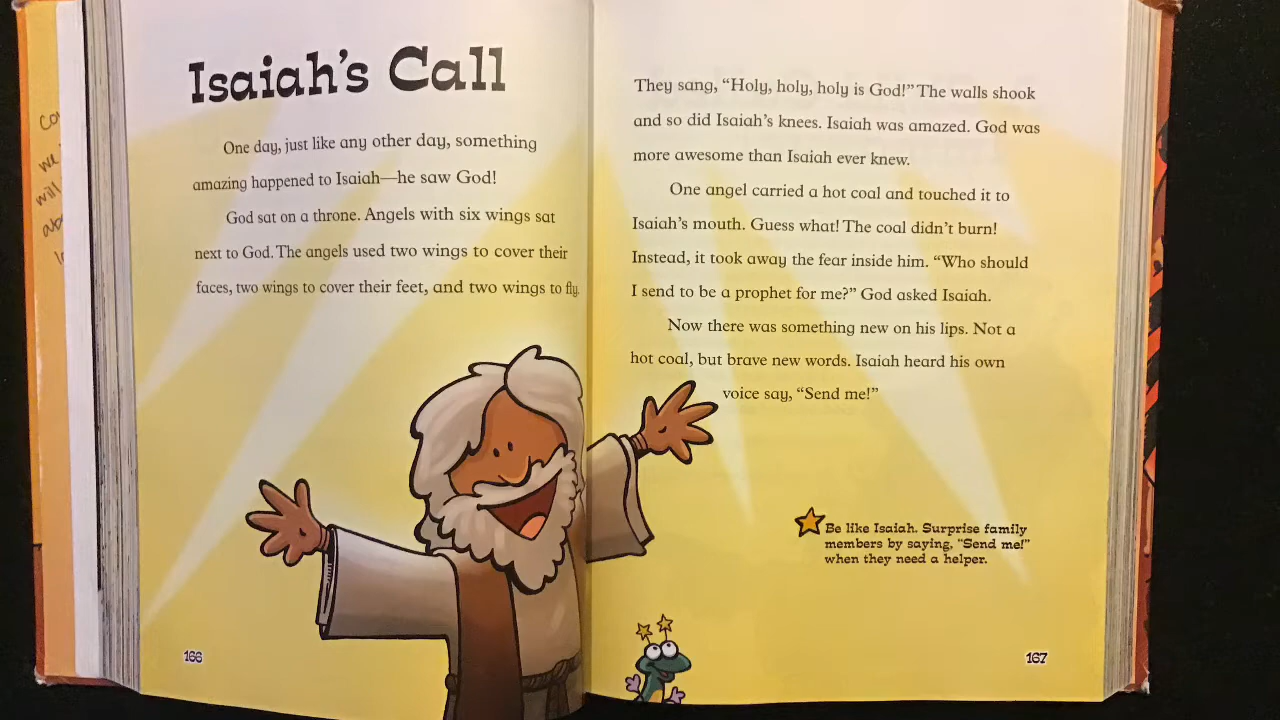 Isaiah's Call
One day, just like any other day, something
amazing happened to Isaiah—he saw God!
God sat on a throne. Angels with six wings sat
next to God. The angels used two wings to cover their
faces, two wings to cover their feet, and two wings to fly.
166
They sang, “Holy, holy, holy is God!” The walls shook
and so did Isaiah's knees. Isaiah was amazed. God was
more awesome than Isaiah ever knew.
One angel carried a hot coal and touched it to
Isaiah's mouth. Guess what! The coal didn't burn!
Instead, it took away the fear inside him. “Who should
I send to be a prophet for me?” God asked Isaiah.
Now there was something new on his lips. Not a
hot coal, but brave new words. Isaiah heard his own
voice say, “Send me!”
Be like Isaiah. Surprise family
members by saying, “Send me!”
when they need a helper.
167
we
will